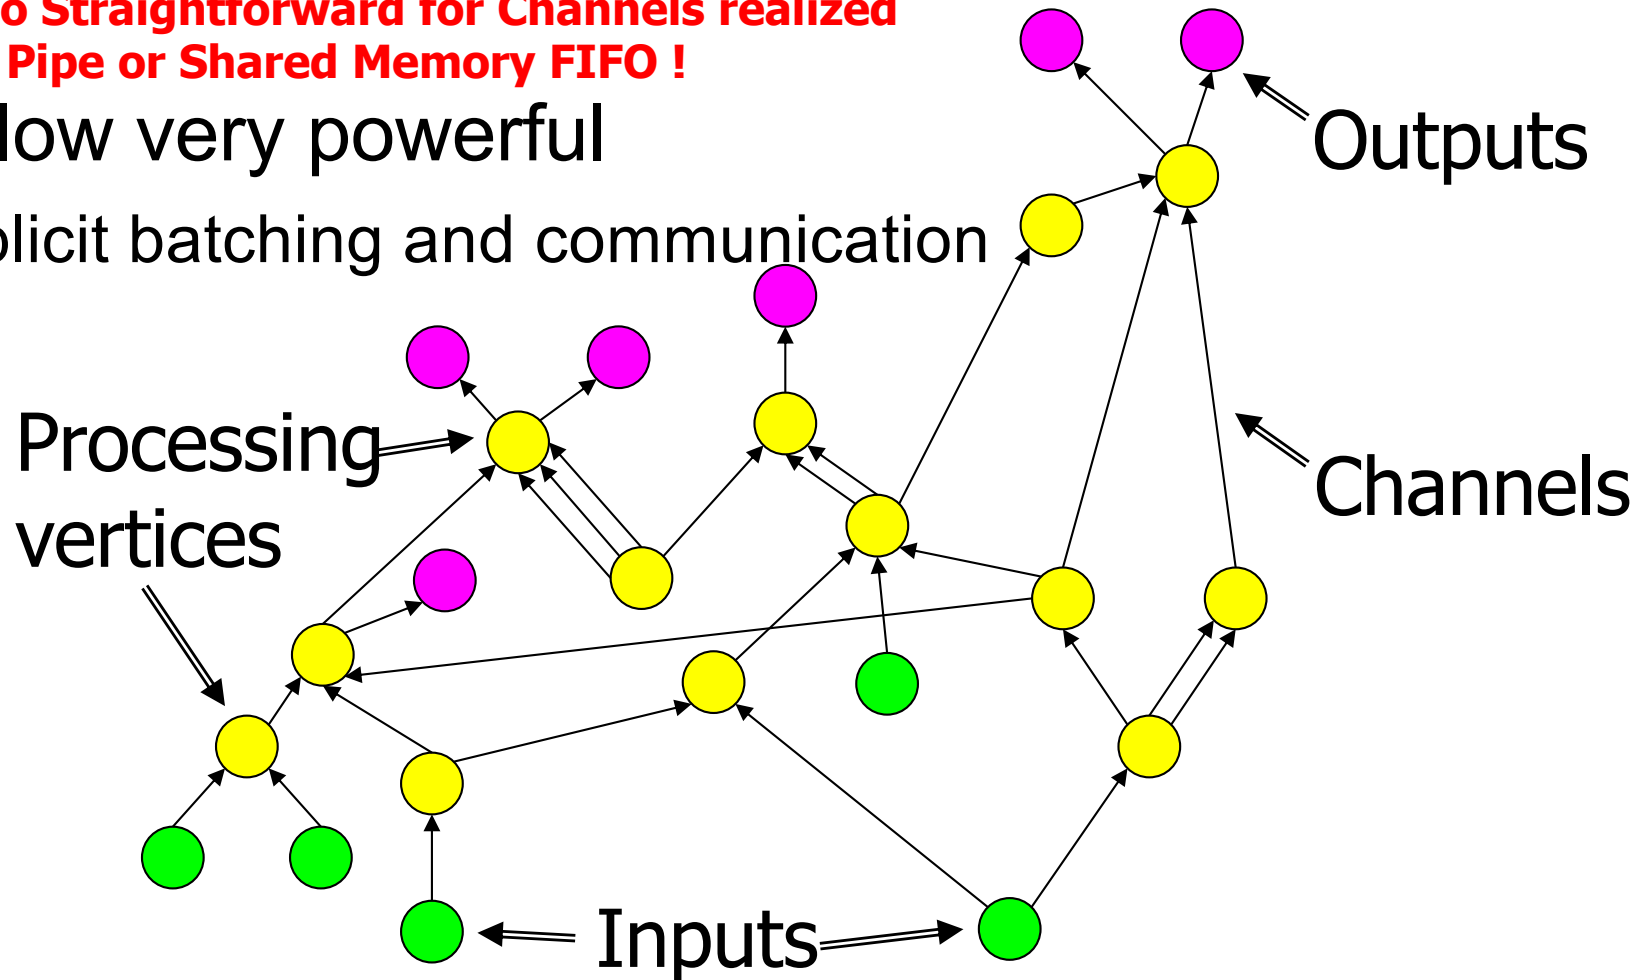 o Straightforward for Channels realized
Pipe or Shared Memory FIFO !
low very powerful
plicit batching and communication
Outputs
Processing
vertices
Channels
Inputs